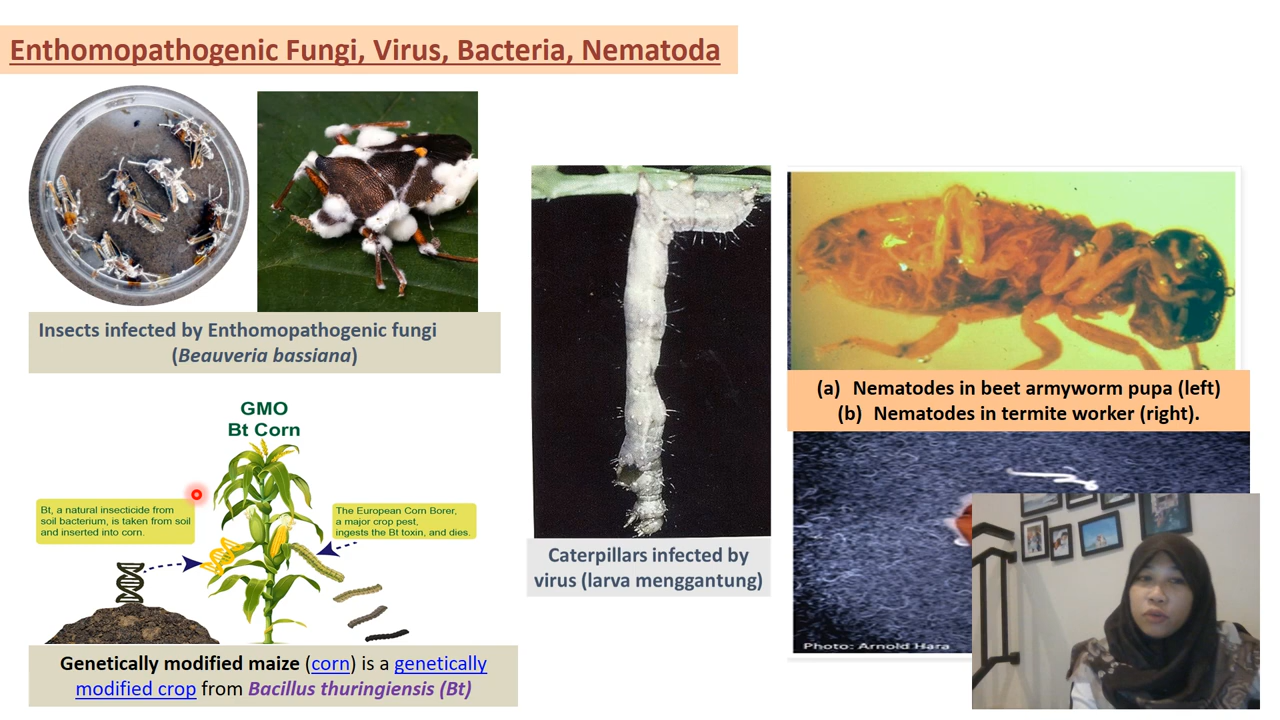 Enthomopathogenic Fungi, Virus, Bacteria, Nematoda
Insects infected by Enthomopathogenic fungi
(Beauveria bassiana)
GMO
Bt Corn
Bt, a natural insecticide from
soil bacterium, is taken from soil
and inserted into corn.
The European Corn Borer,
a major crop pest,
ingests the Bt toxin, and dies.
Genetically modified maize (corn) is a genetically
modified crop from Bacillus thuringiensis (Bt)
Caterpillars infected by
virus (larva menggantung)
(a) Nematodes in beet armyworm pupa (left)
(b) Nematodes in termite worker (right).
Photo: Arnold Hara